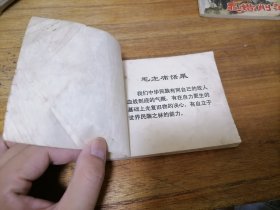 毛主席语录
我们中华民族有同自己的敌人
血战到底的气概，有在自力更生的
基础上光复旧物的决心，有自立于
世界民族之林的能力。